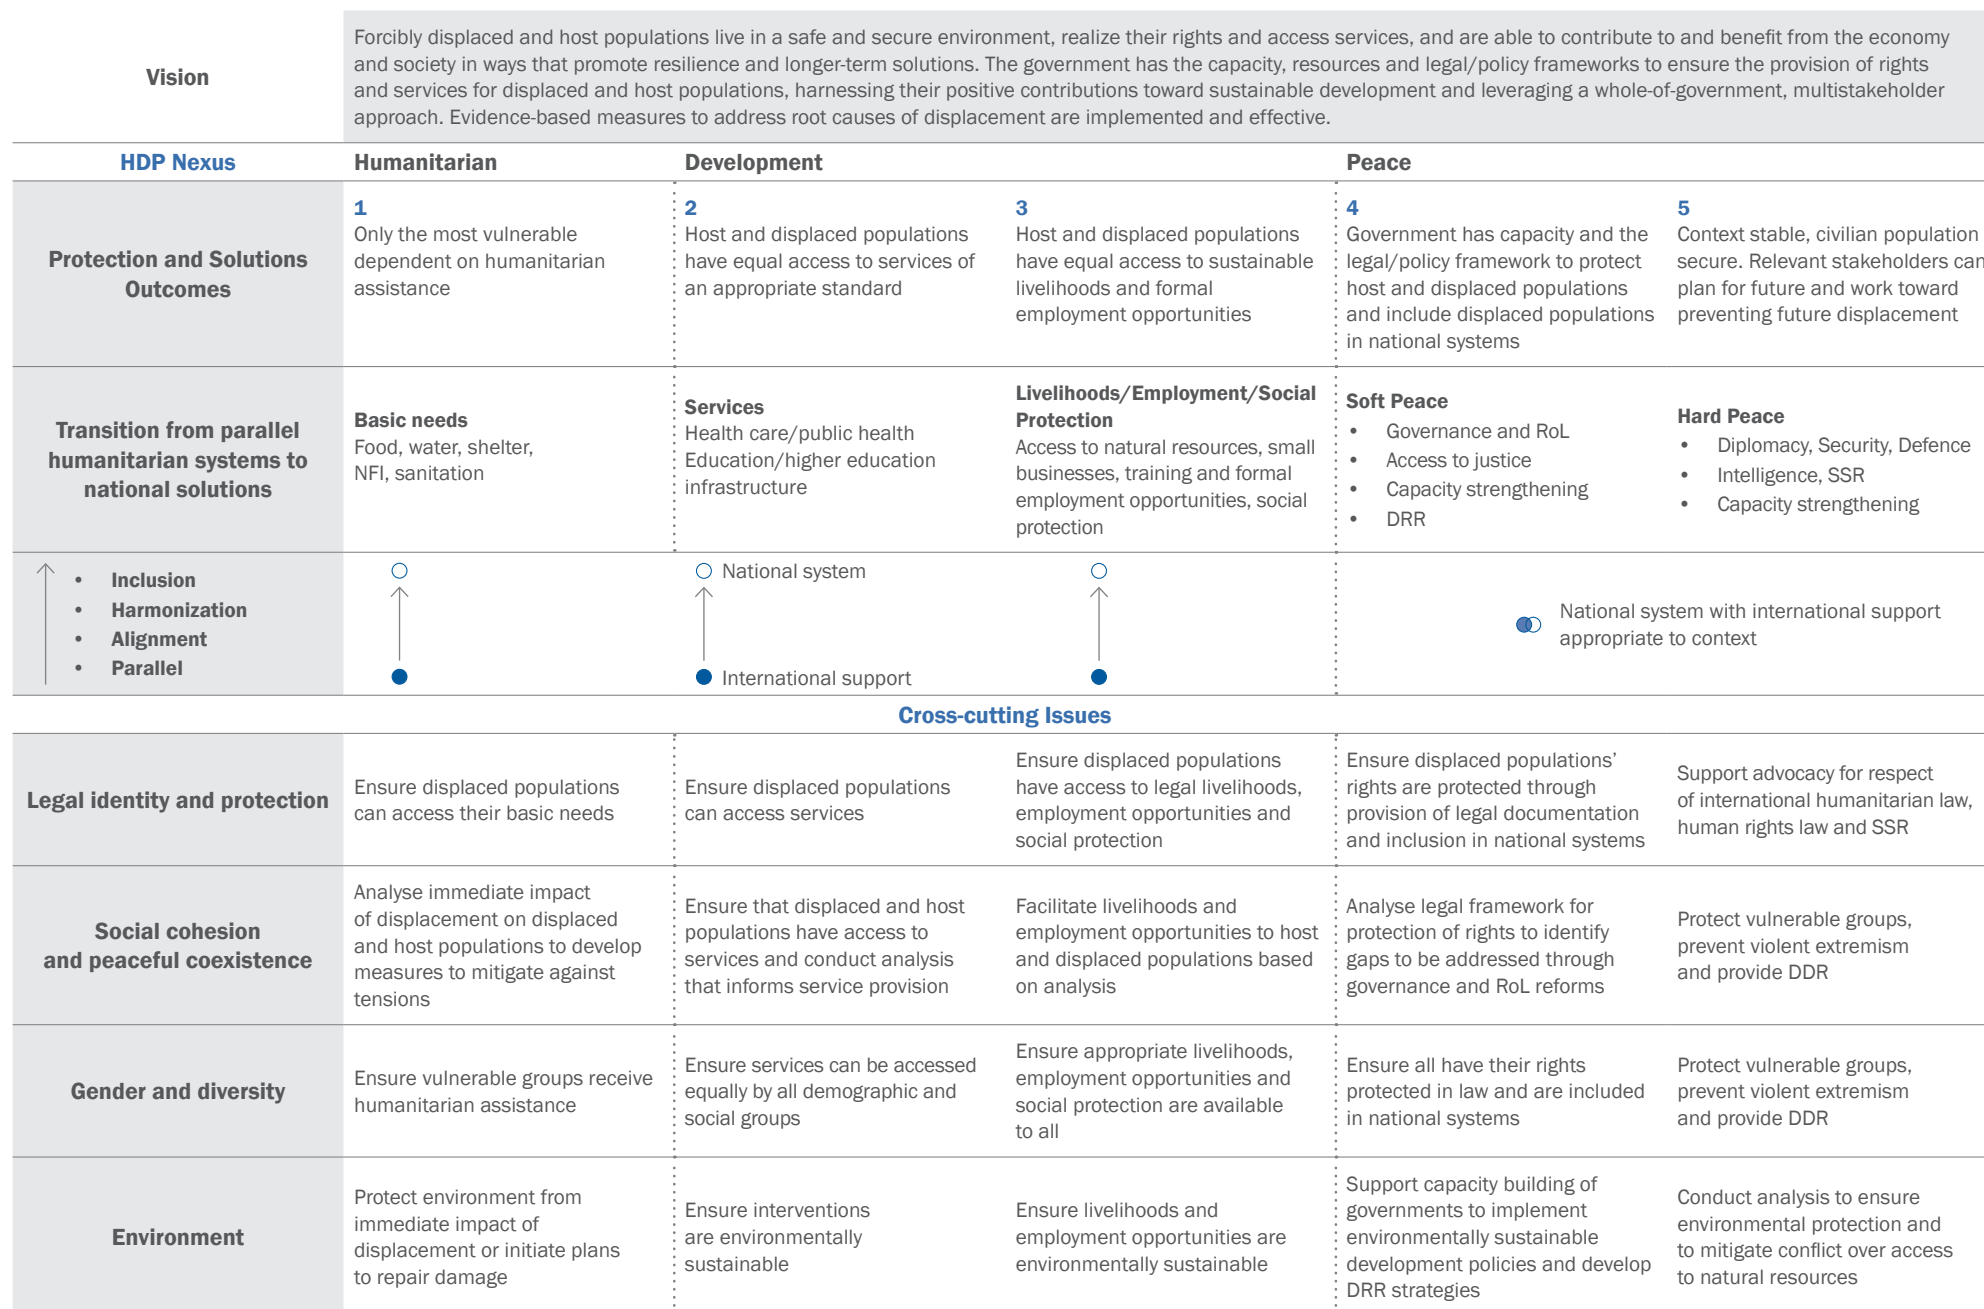 Vision
Forcibly displaced and host populations live in a safe and secure environment, realize their rights and access services, and are able to contribute to and benefit from the economy
and society in ways that promote resilience and longer-term solutions. The government has the capacity, resources and legal/policy frameworks to ensure the provision of rights
and services for displaced and host populations, harnessing their positive contributions toward sustainable development and leveraging a whole-of-government, multistakeholder
approach. Evidence-based measures to address root causes of displacement are implemented and effective.
HDP Nexus
Humanitarian
Development
Peace
Protection and Solutions
Outcomes
1
Only the most vulnerable
dependent on humanitarian
assistance
2
Host and displaced populations
have equal access to services of
an appropriate standard
3
Host and displaced populations
have equal access to sustainable
livelihoods and formal
employment opportunities
4
Government has capacity and the
legal/policy framework to protect
host and displaced populations
and include displaced populations
in national systems
5
Context stable, civilian population
secure. Relevant stakeholders can
plan for future and work toward
preventing future displacement
Transition from parallel
humanitarian systems to
national solutions
Basic needs
Food, water, shelter,
NFI, sanitation
Services
Health care/public health
Education/higher education
infrastructure
Livelihoods/Employment/Social
Protection
Access to natural resources, small
businesses, training and formal
employment opportunities, social
protection
Soft Peace
• Governance and RoL
• Access to justice
• Capacity strengthening
• DRR
Hard Peace
• Diplomacy, Security, Defence
• Intelligence, SSR
• Capacity strengthening
• Inclusion
• Harmonization
• Alignment
• Parallel
National system
International support
National system with international support
appropriate to context
Cross-cutting Issues
Legal identity and protection
Ensure displaced populations
can access their basic needs
Ensure displaced populations
can access services
Ensure displaced populations
have access to legal livelihoods,
employment opportunities and
social protection
Ensure displaced populations'
rights are protected through
provision of legal documentation
and inclusion in national systems
Support advocacy for respect
of international humanitarian law,
human rights law and SSR
Social cohesion
and peaceful coexistence
Analyse immediate impact
of displacement on displaced
and host populations to develop
measures to mitigate against
tensions
Ensure that displaced and host
populations have access to
services and conduct analysis
that informs service provision
Facilitate livelihoods and
employment opportunities to host
and displaced populations based
on analysis
Analyse legal framework for
protection of rights to identify
gaps to be addressed through
governance and RoL reforms
Protect vulnerable groups,
prevent violent extremism
and provide DDR
Gender and diversity
Ensure vulnerable groups receive
humanitarian assistance
Ensure services can be accessed
equally by all demographic and
social groups
Ensure appropriate livelihoods,
employment opportunities and
social protection are available
to all
Ensure all have their rights
protected in law and are included
in national systems
Protect vulnerable groups,
prevent violent extremism
and provide DDR
Environment
Protect environment from
immediate impact of
displacement or initiate plans
to repair damage
Ensure interventions
are environmentally
sustainable
Ensure livelihoods and
employment opportunities are
environmentally sustainable
Support capacity building of
governments to implement
environmentally sustainable
development policies and develop
DRR strategies
Conduct analysis to ensure
environmental protection and
to mitigate conflict over access
to natural resources